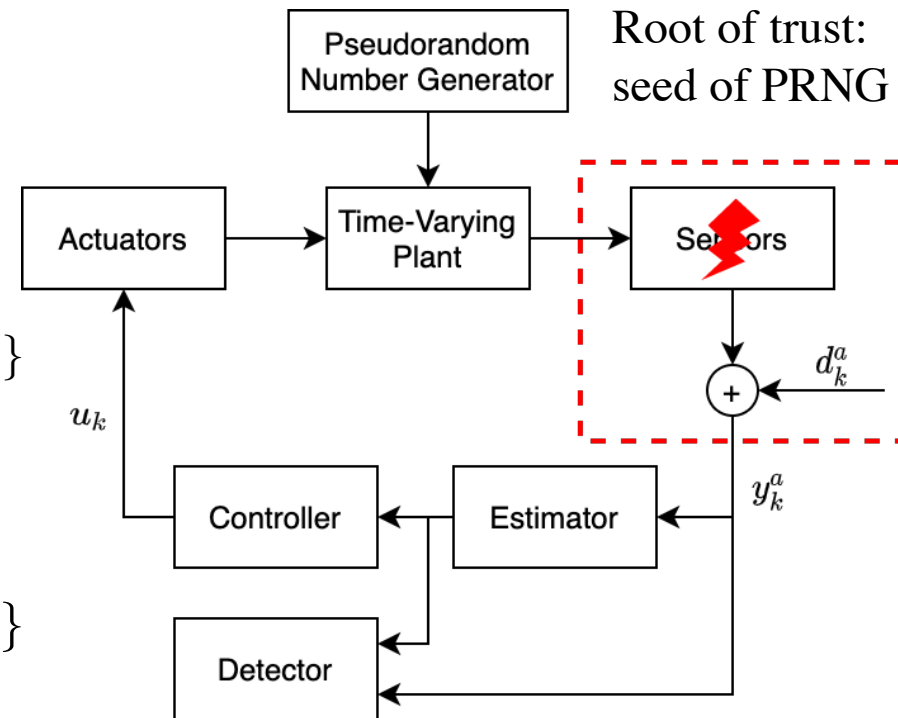 Pseudorandom
Number Generator
Root of trust:
seed of PRNG
Actuators
Time-Varying
Plant
Sensors
}
d_k^a
+
u_k
y_k^a
Controller
Estimator
}
Detector